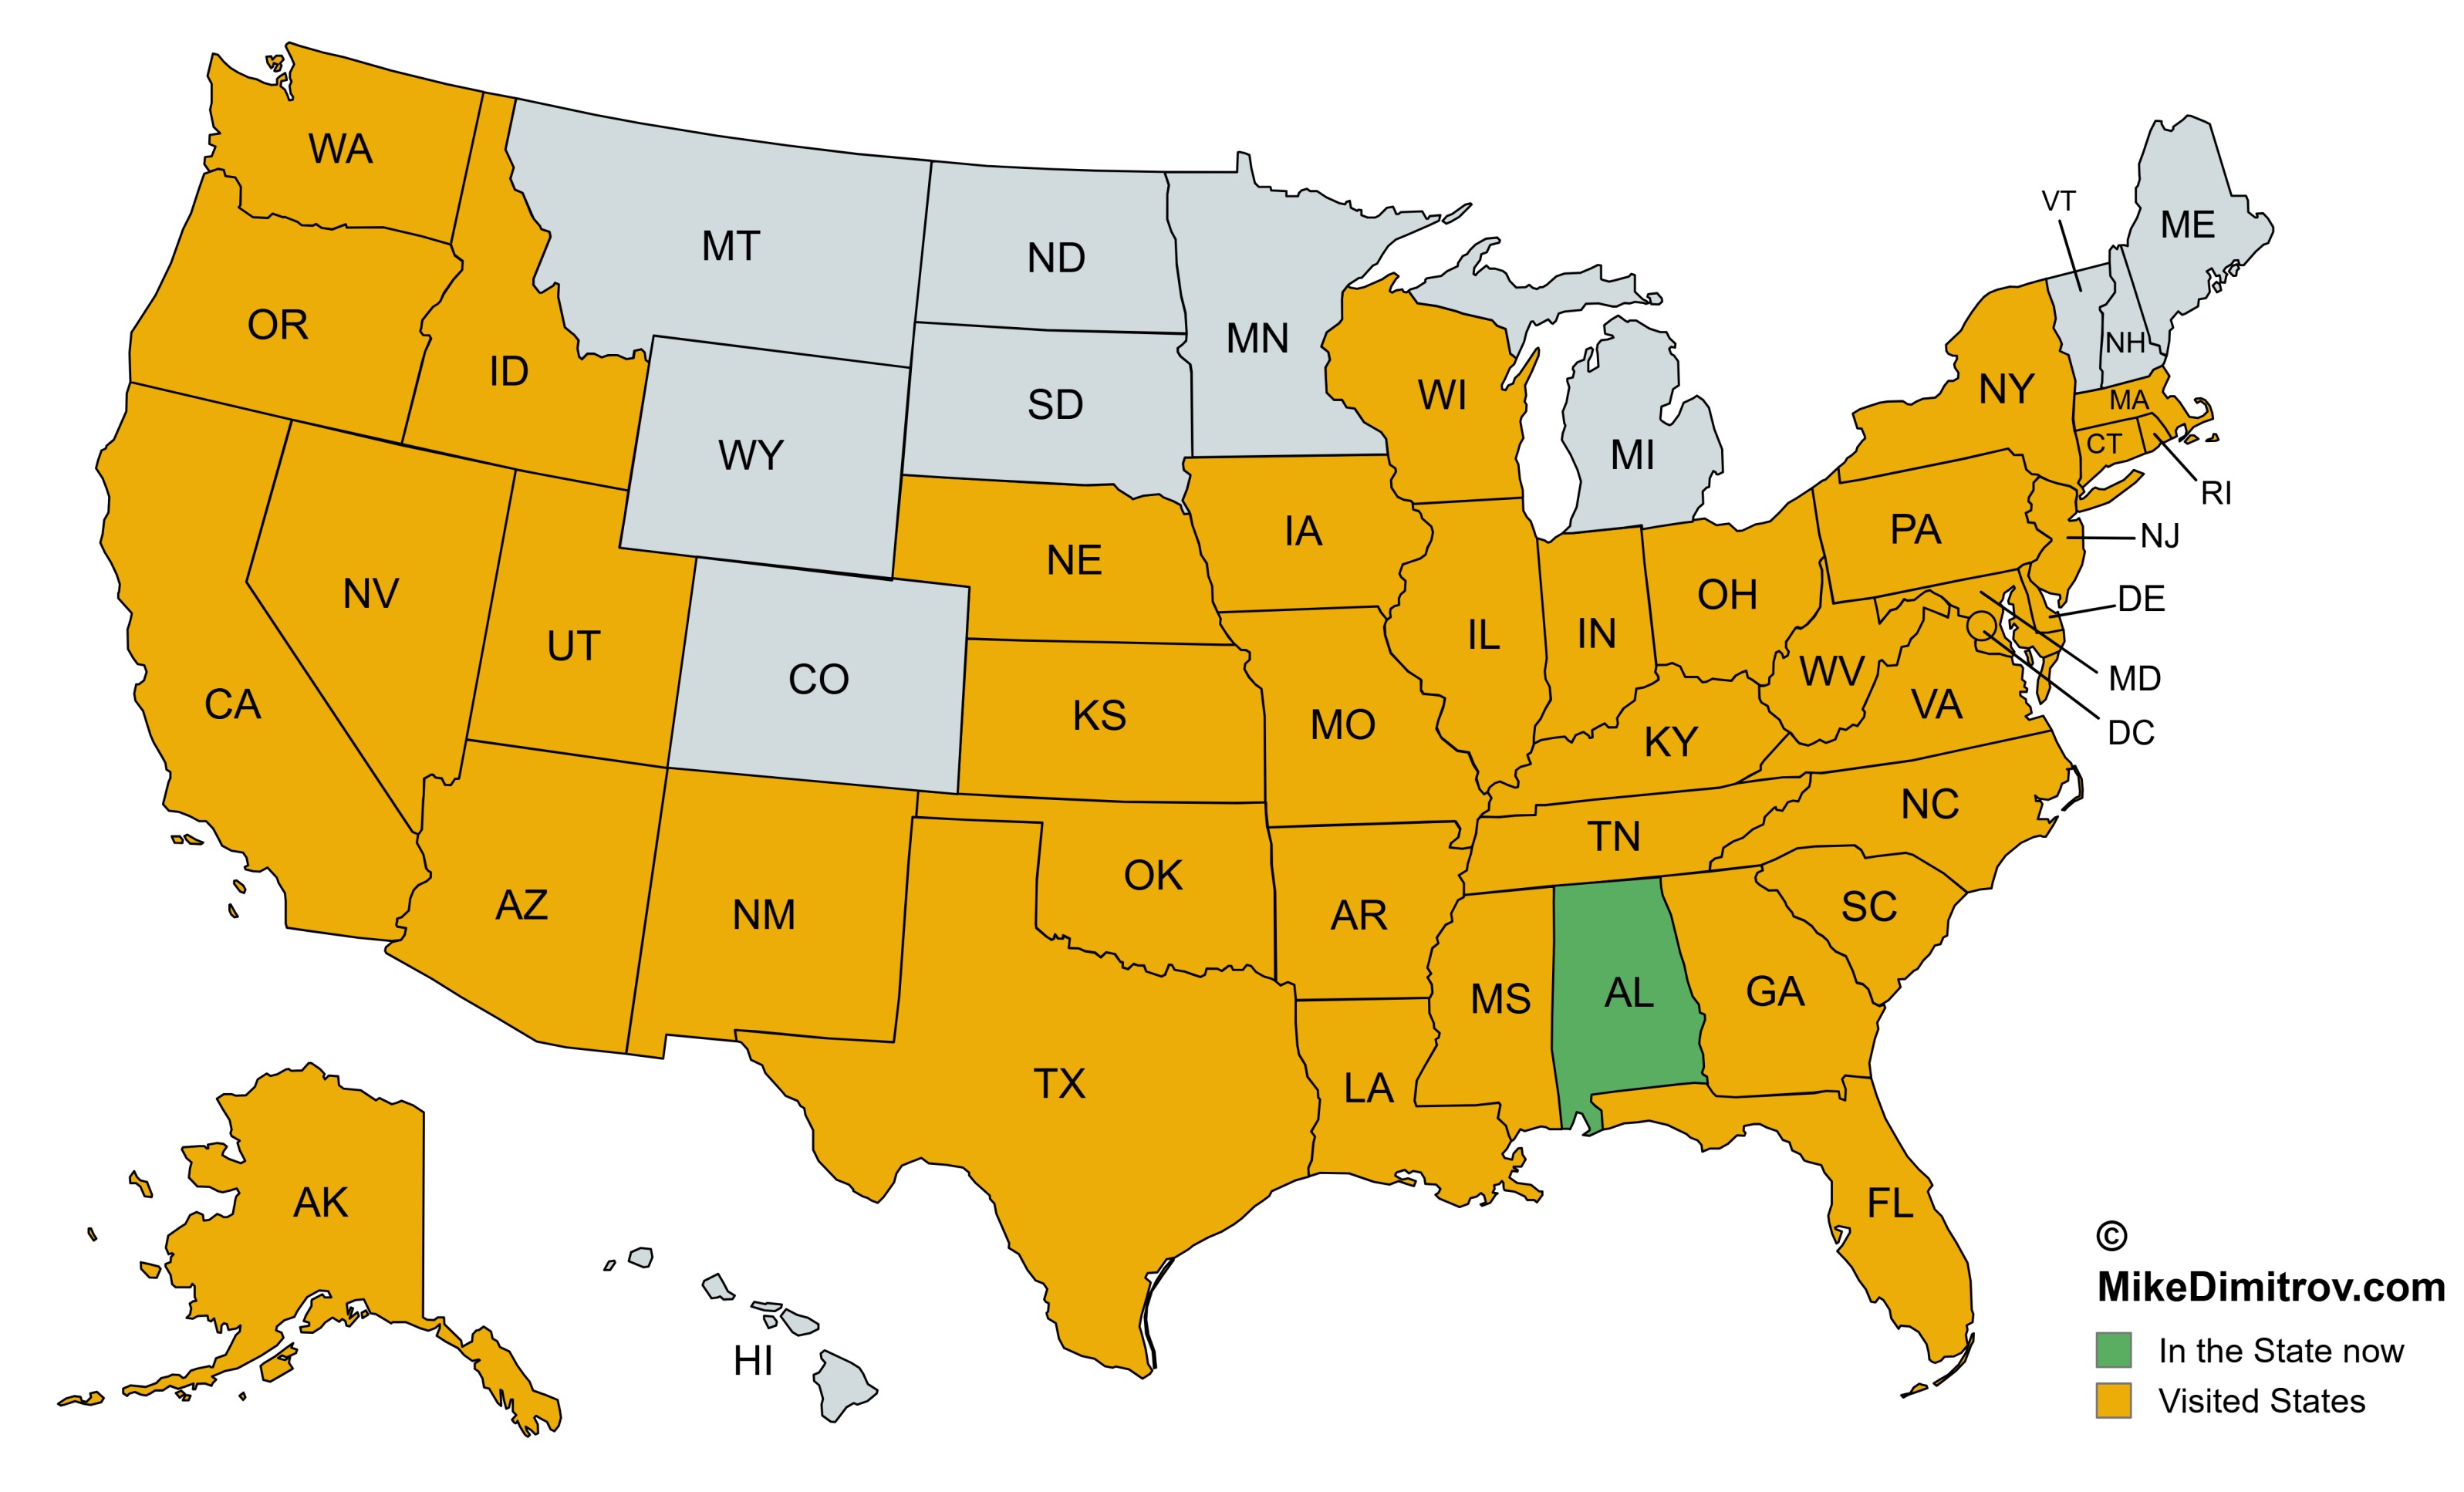 WA
MT
ND
MN
VT
ME
OR
ID
SD
WY
WI
MI
NH
NY
MA
CT
RI
NV
UT
CO
NE
IA
IL
IN
OH
PA
NJ
DE
MD
DC
CA
KS
MO
KY
WV
VA
AZ
NM
OK
AR
TN
NC
SC
TX
LA
MS
AL
GA
FL
AK
HI
©
MikeDimitrov.com
In the State now
Visited States